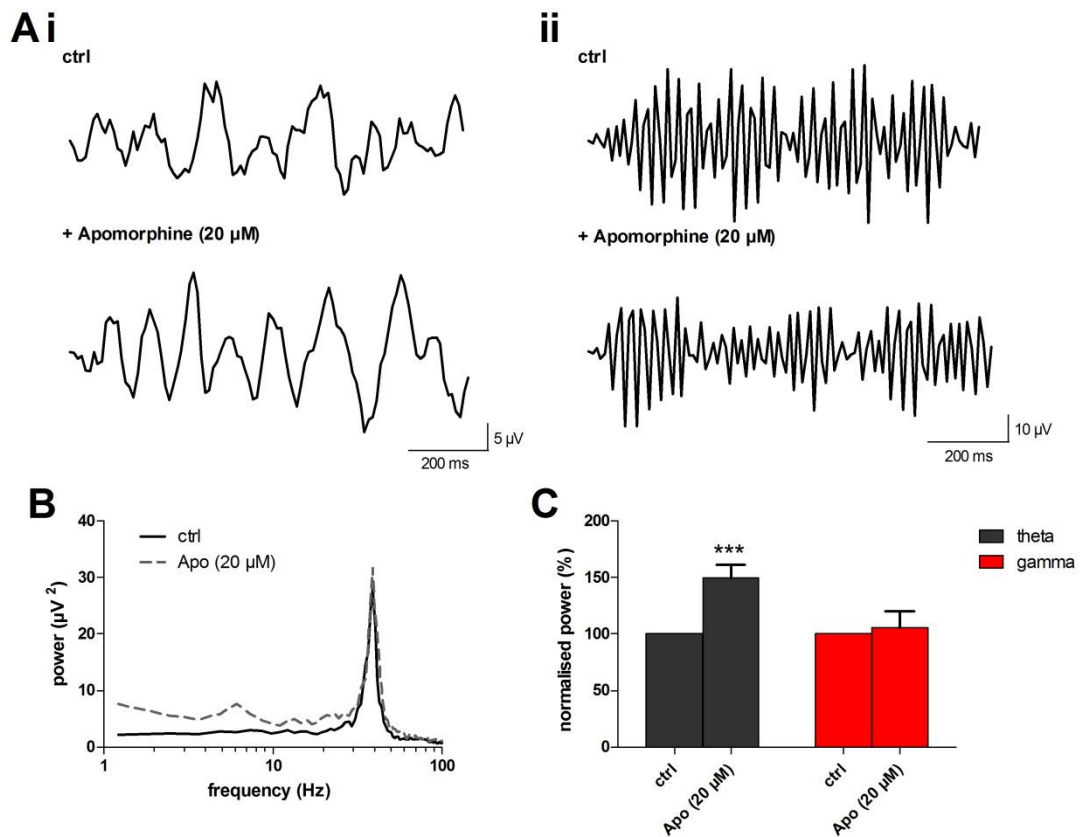 A i
ctrl
+ Apomorphine (20 µM)
5 µV
200 ms
ii
ctrl
+ Apomorphine (20 µM)
10 µV
200 ms
B
40
30
20
10
0
power (µV ²)
ctrl
Apo (20 µM)
1
10
100
frequency (Hz)
C
200
150
100
50
0
normalised power (%)
***
theta
gamma
ctrl
Apo (20 µM)
ctrl
Apo (20 µM)